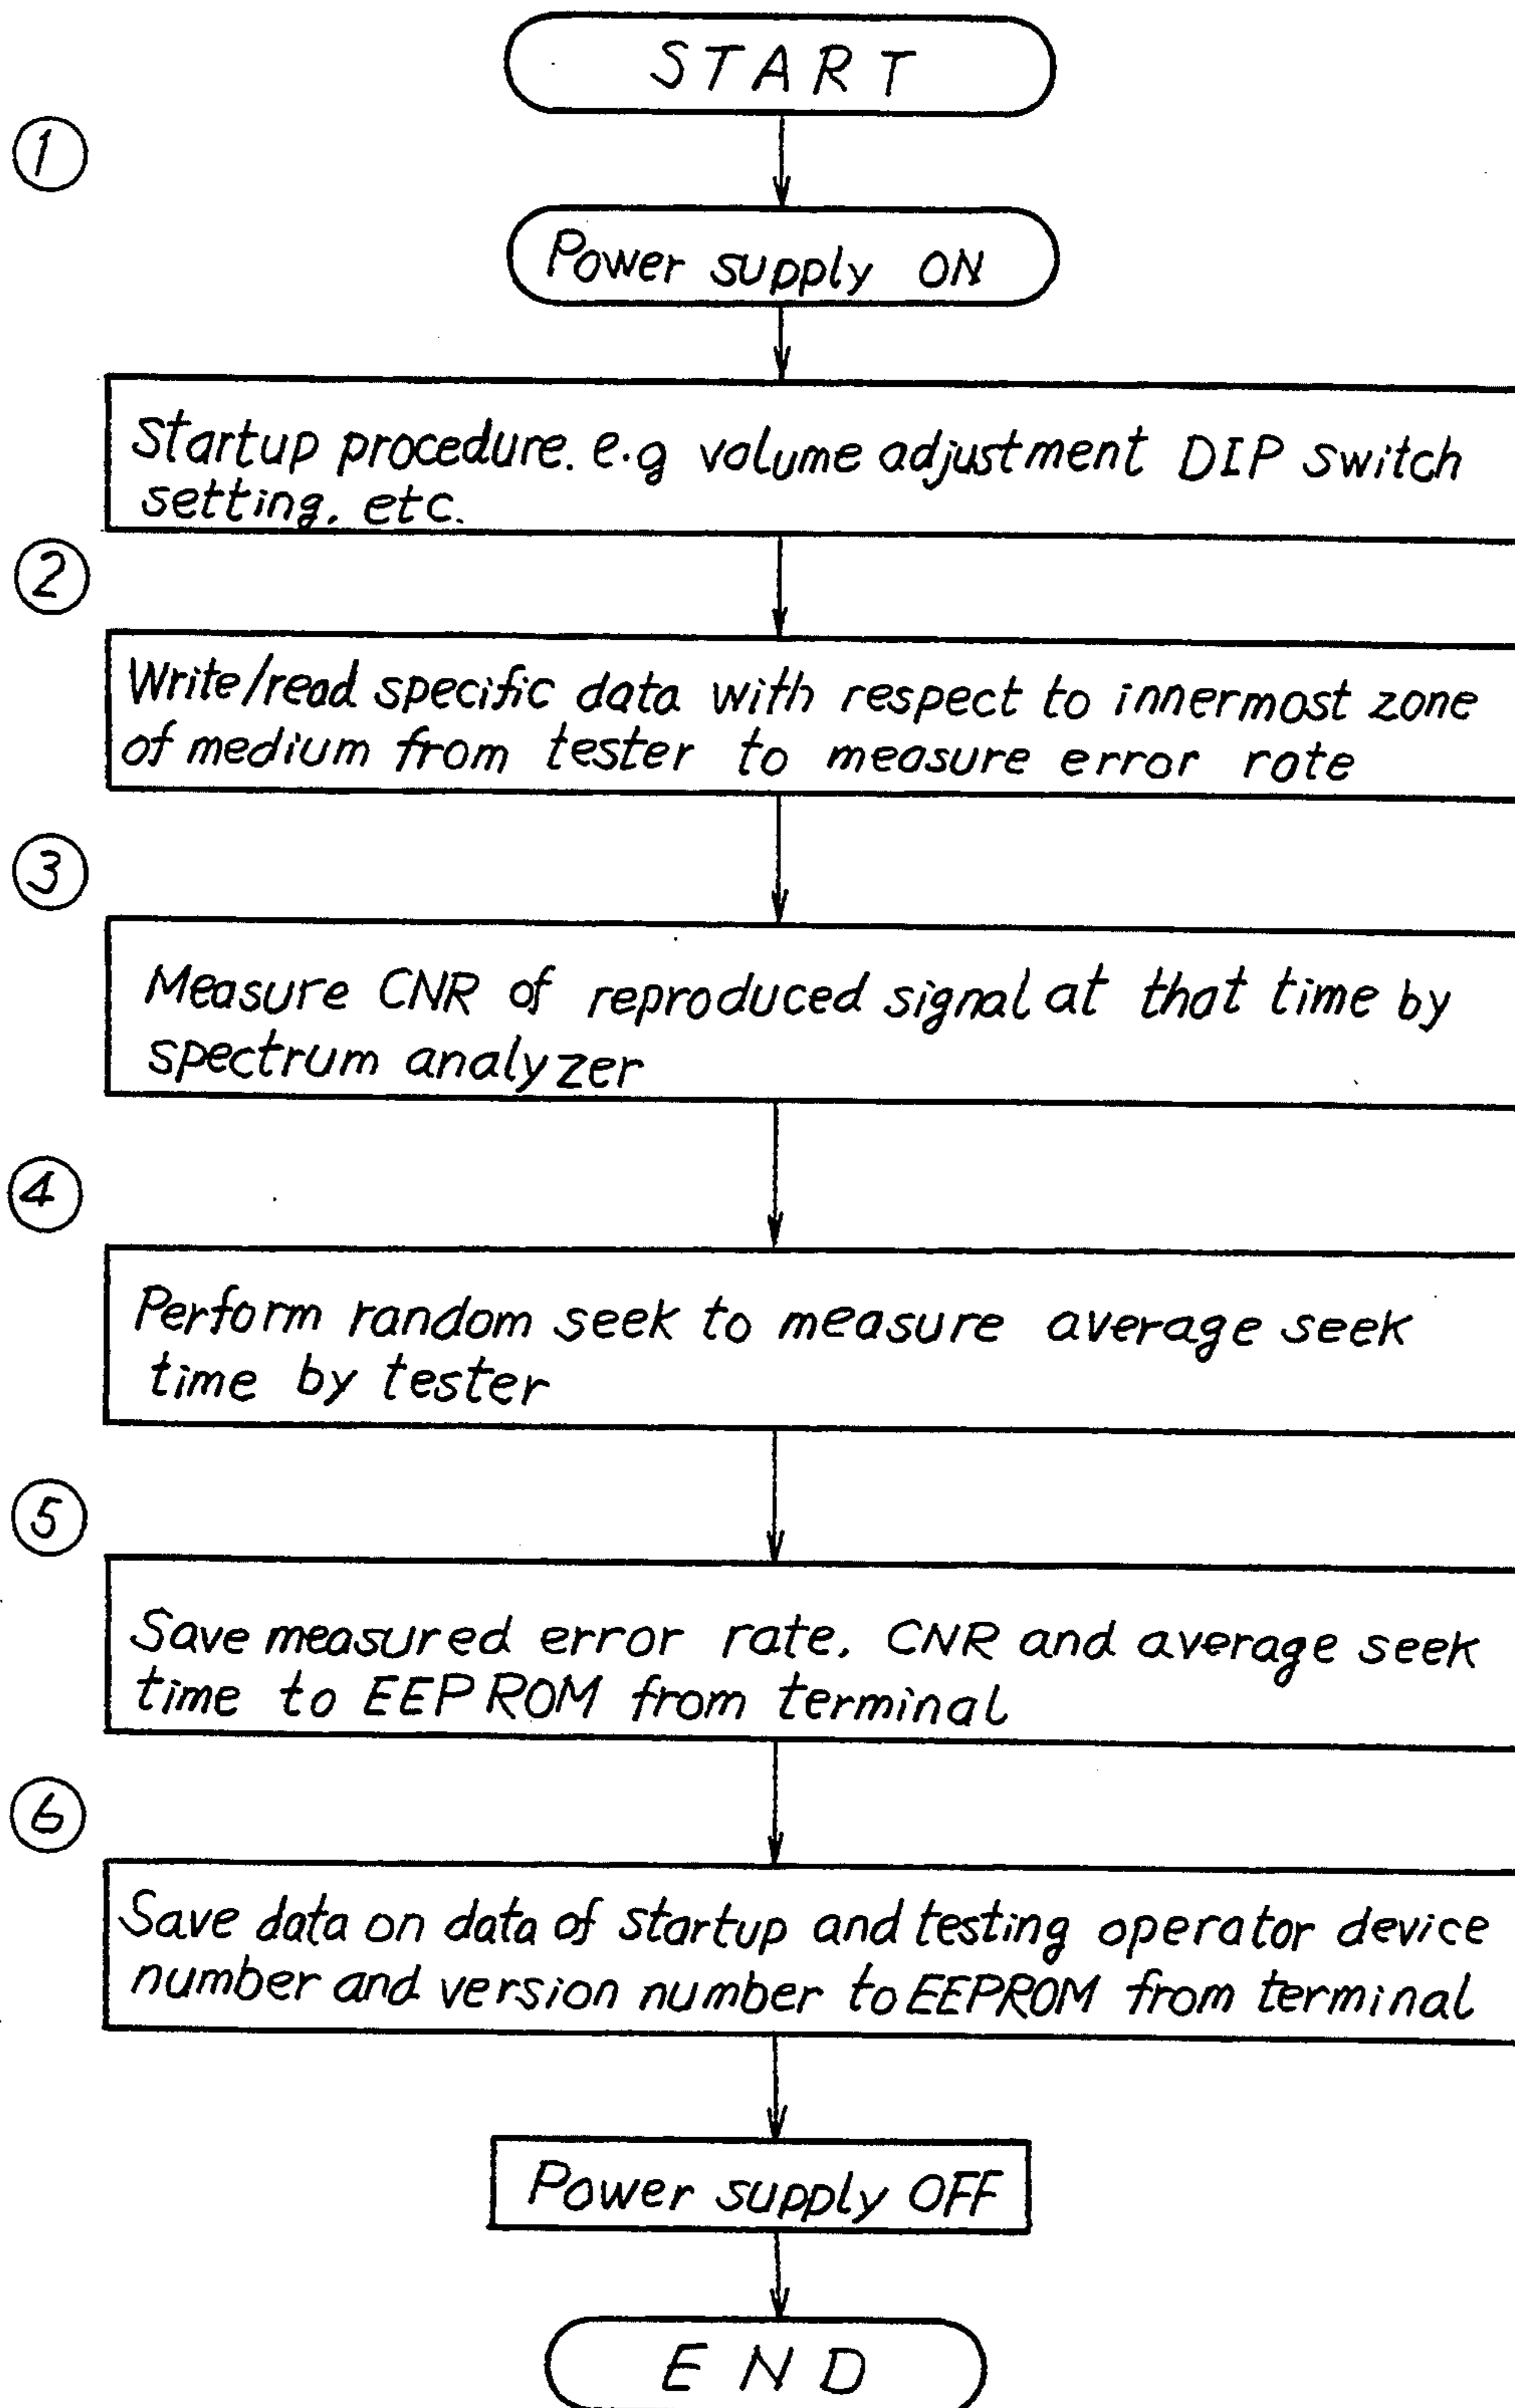 START
①
Power supply ON
Startup procedure. e.g volume adjustment DIP switch
setting. etc.
②
Write/read specific data with respect to innermost zone
of medium from tester to measure error rate
③
Measure CNR of reproduced signal at that time by
spectrum analyzer
④
Perform random seek to measure average seek
time by tester
⑤
Save measured error rate. CNR and average seek
time to EEPROM from terminal
⑥
Save data on data of startup and testing operator device
number and version number to EEPROM from terminal
Power supply OFF
END